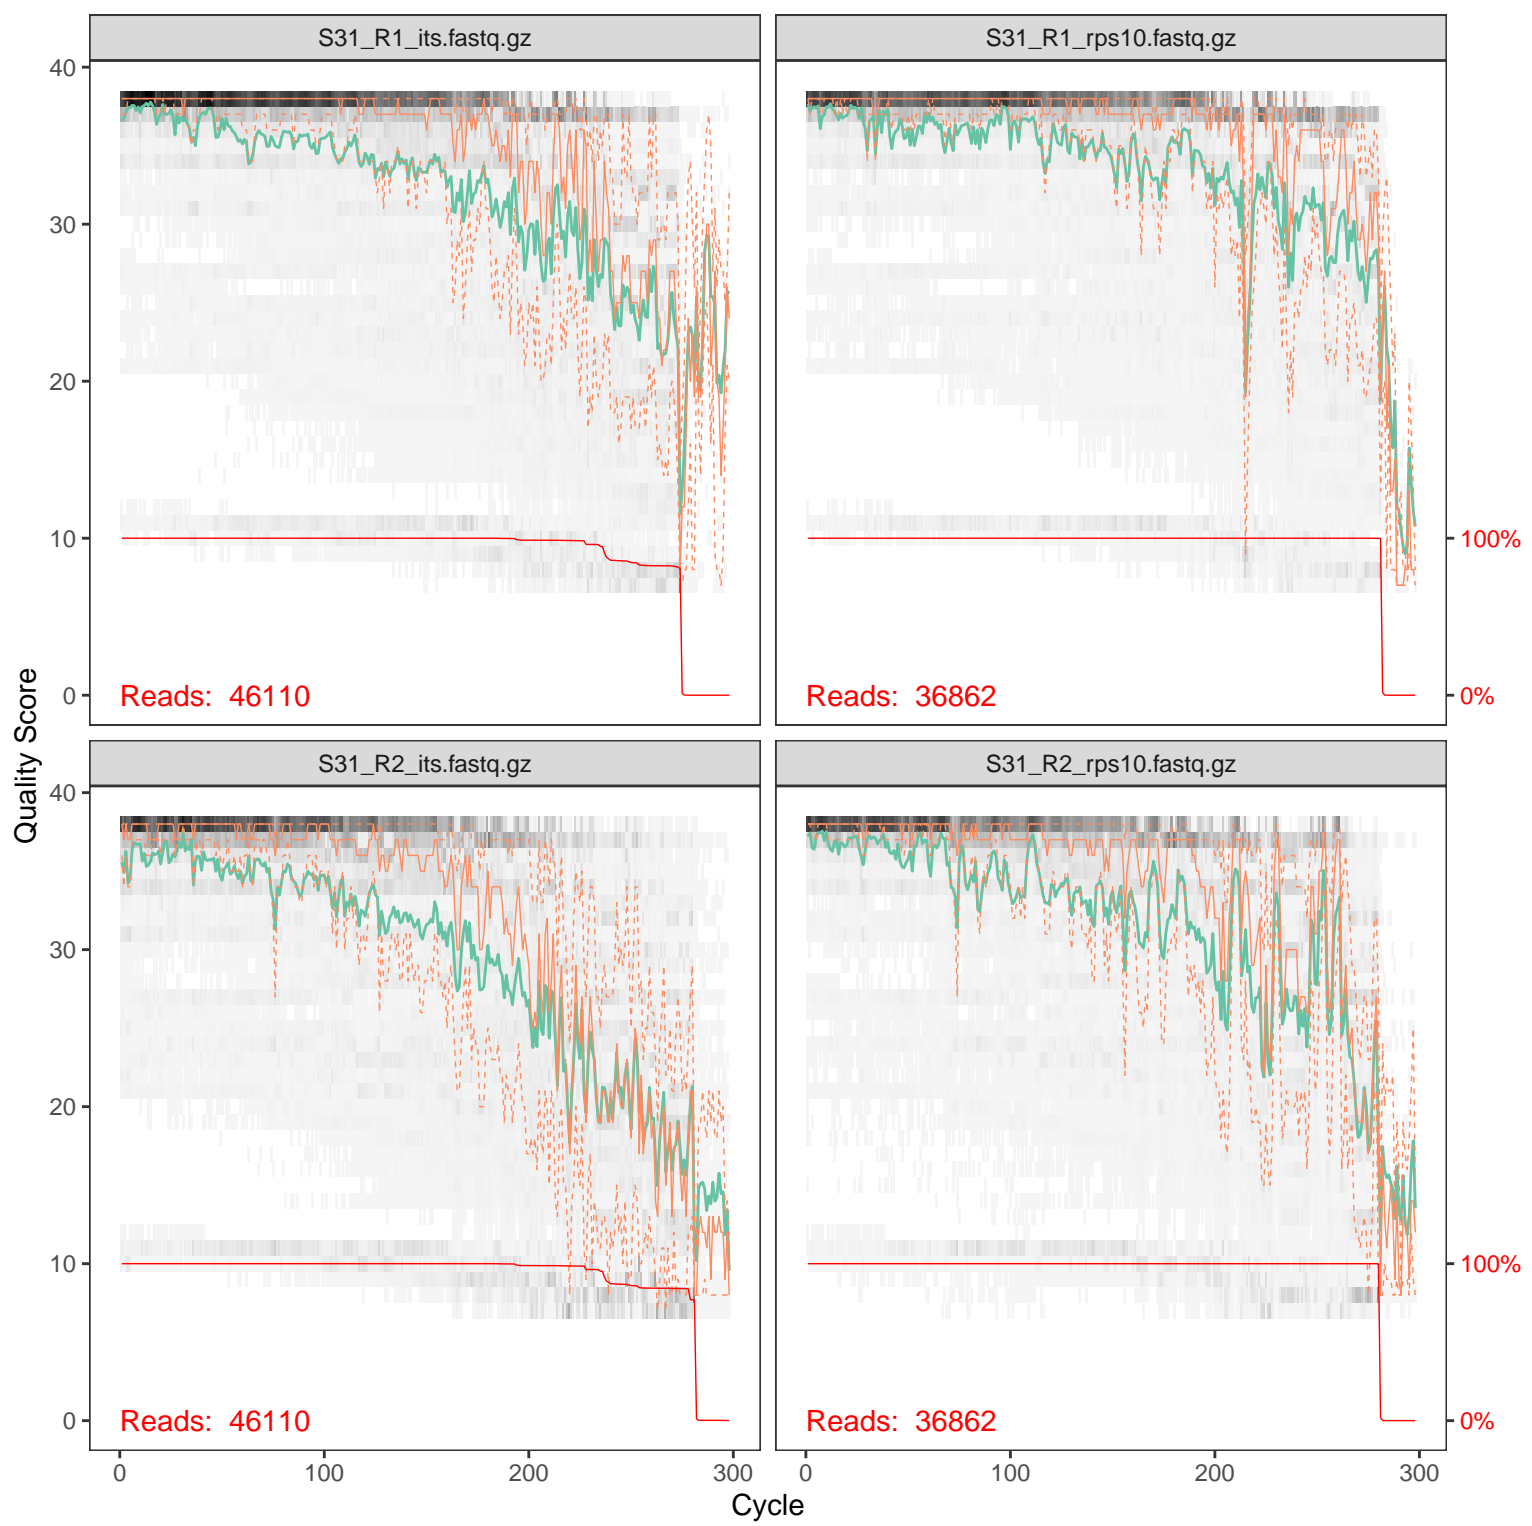 S31_R1_its.fastq.gz
S31_R1_rps10.fastq.gz
40
30
20
10
0
Reads: 46110
Reads: 36862
100%
0%
S31_R2_its.fastq.gz
S31_R2_rps10.fastq.gz
40
30
20
10
0
Reads: 46110
Reads: 36862
100%
0%
0 100 200 300
0 100 200 300
Cycle
Quality Score